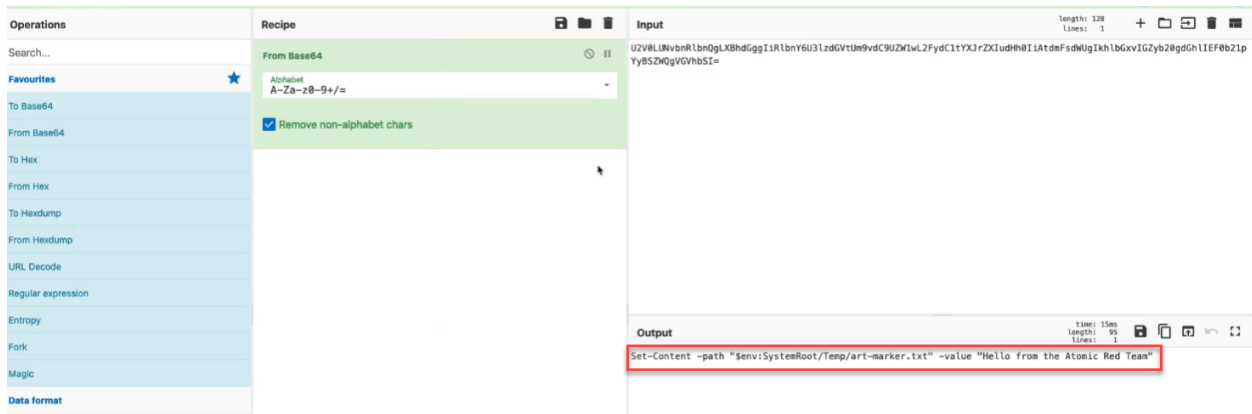 Operations
Search...
Favourites
To Base64
From Base64
To Hex
From Hex
To Hexdump
From Hexdump
URL Decode
Regular expression
Entropy
Fork
Magic
Data format
Recipe
From Base64
Alphabet
A-Za-z0-9+/=
Remove non-alphabet chars
Input
length: 128
lines: 1
U2V0LUNvbnRlbnQgLXBhdGggIiRlbnY6U3lzdGVtUm9vdC9UZW1wL2FydC1tYXJrZXIudHh0IiAtdmFsdWUgIkhlbGxvIGZyb20gdGhlIEF0b21p
YyBSZWQgVGVhbSI=
Output
time: 15ms
length: 95
lines: 1
Set-Content -path "$env:SystemRoot/Temp/art-marker.txt" -value "Hello from the Atomic Red Team"